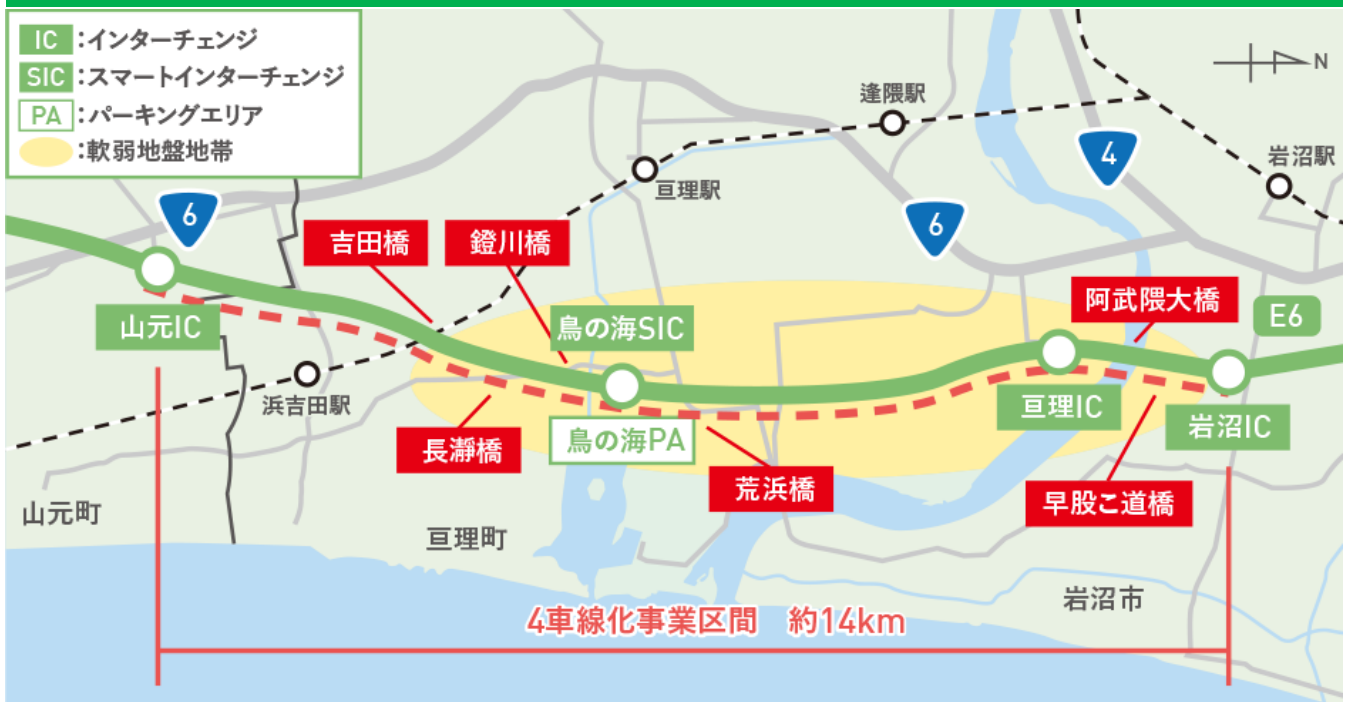 IC：インターチェンジ
SIC：スマートインターチェンジ
PA：パーキングエリア
：軟弱地盤地帯
N
逢隈駅
4
岩沼駅
亘理駅
6
6
吉田橋
鐙川橋
阿武隈大橋
E6
山元IC
鳥の海SIC
浜吉田駅
亘理IC
岩沼IC
長瀞橋
鳥の海PA
荒浜橋
早股こ道橋
山元町
亘理町
岩沼市
4車線化事業区間　約14km